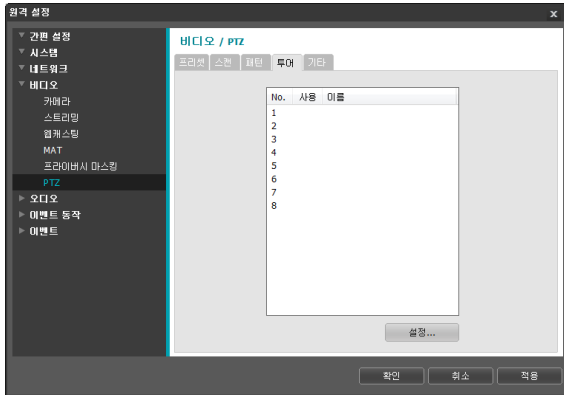 원격 설정
x
간편 설정
시스템
네트워크
비디오
카메라
스트리밍
웹캐스팅
MAT
프라이버시 마스킹
PTZ
오디오
이벤트 동작
이벤트
비디오 / PTZ
프리셋 스캔 패턴 투어 기타
No. 사용 이름
1
2
3
4
5
6
7
8
설정...
확인 취소 적용